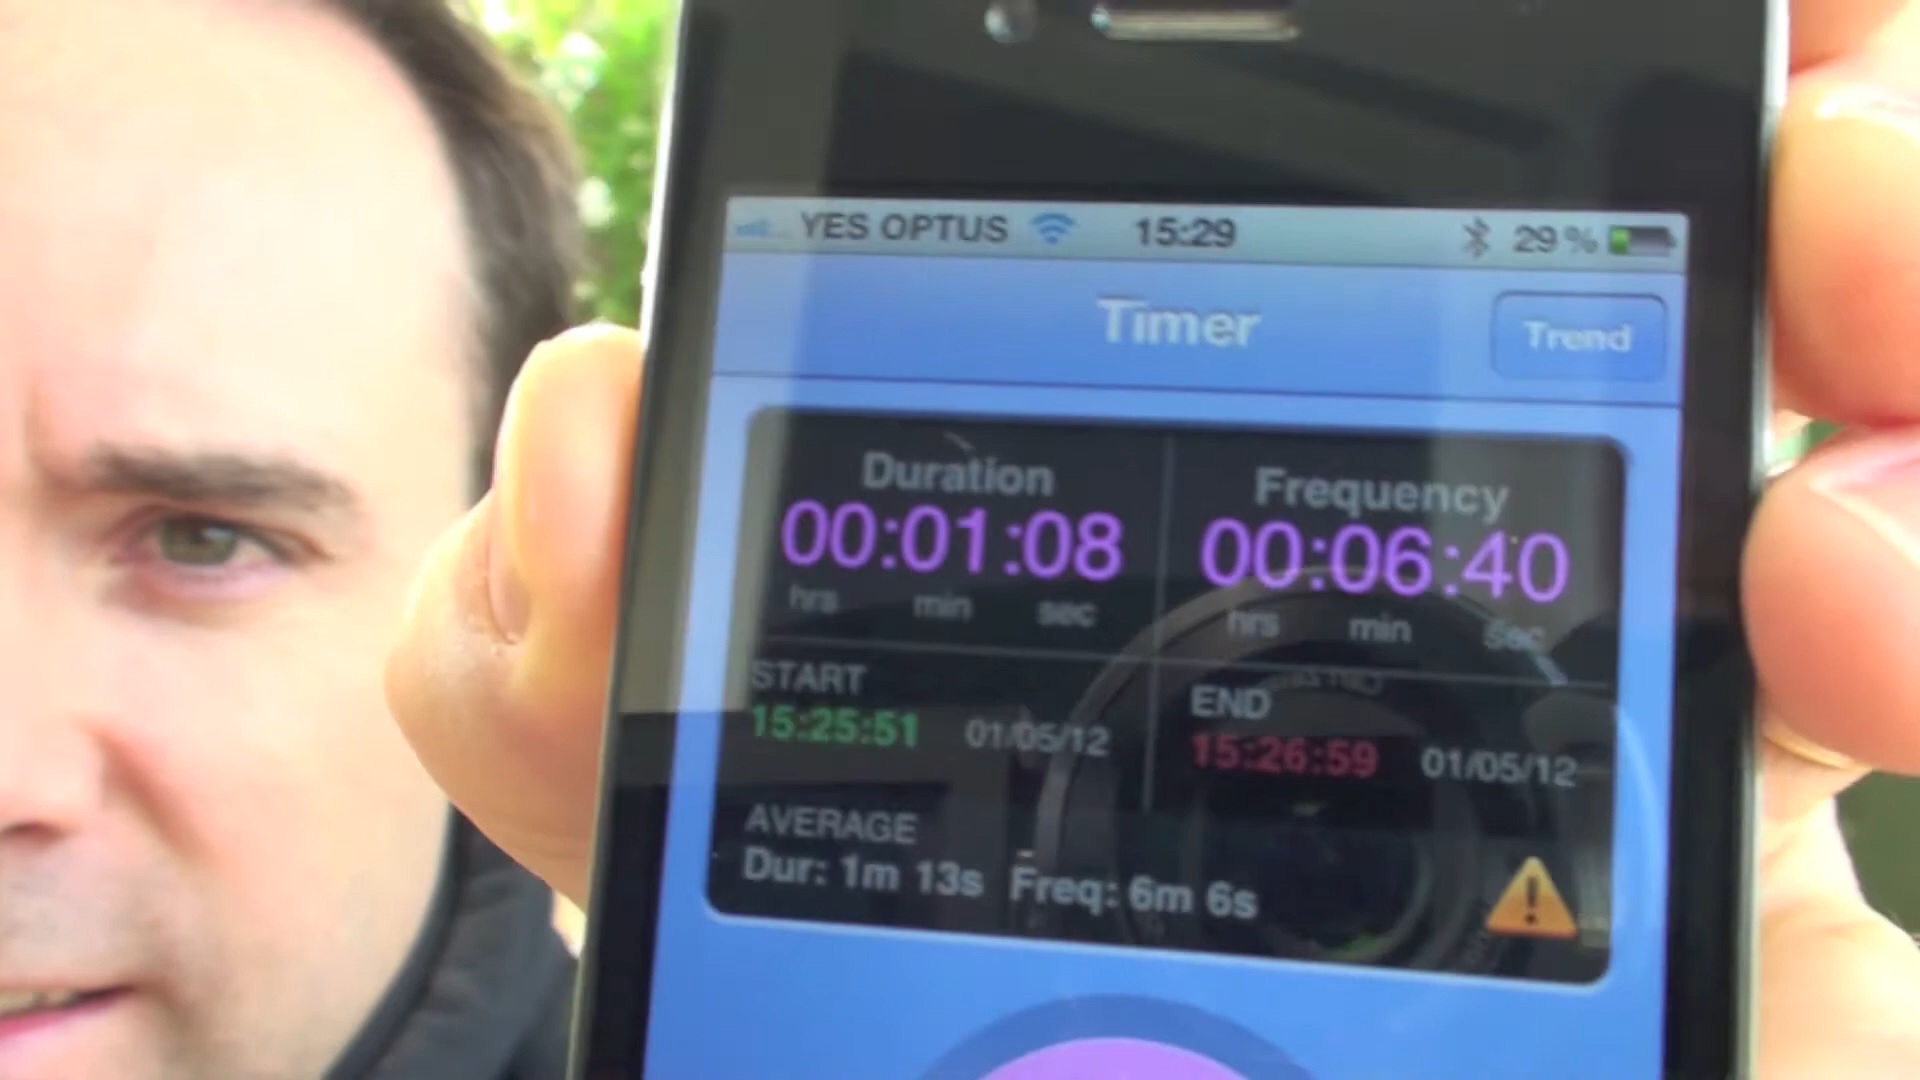 YES OPTUS 15:29 29 %
Timer Trend
Duration Frequency
00:01:08 00:06:40
hrs min sec hrs min sec
START END
15:25:51 01/05/12 15:26:59 01/05/12
AVERAGE
Dur: 1m 13s Freq: 6m 6s